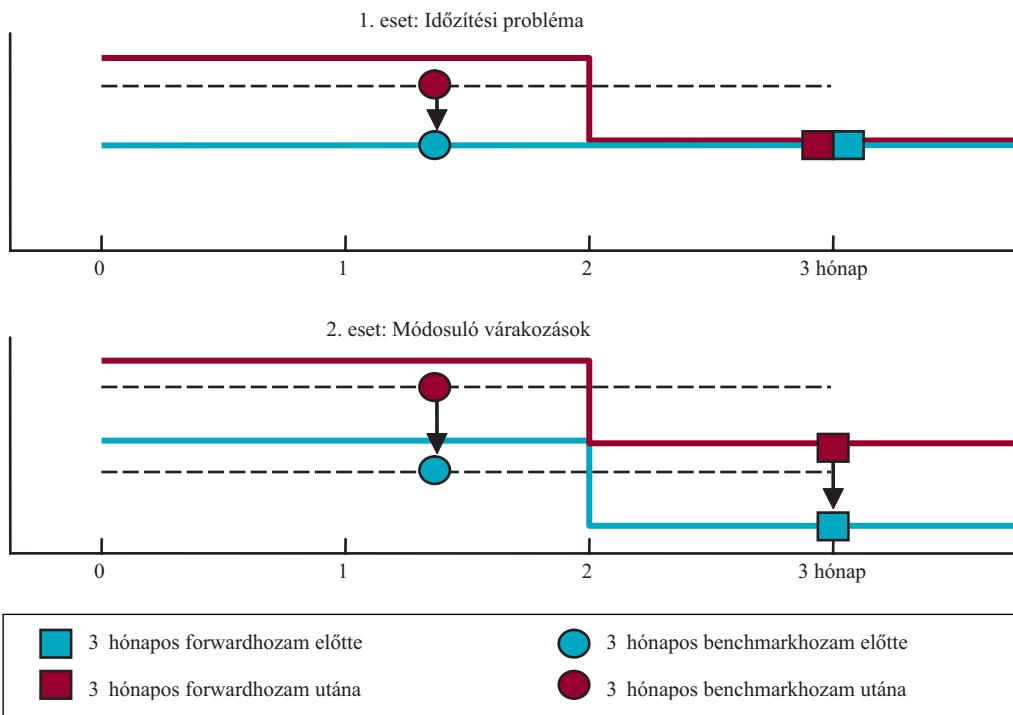 1. eset: Időzítési probléma
0 1 2 3 hónap
2. eset: Módosuló várakozások
0 1 2 3 hónap
3 hónapos forwardhozam előtte
3 hónapos benchmarkhozam előtte
3 hónapos forwardhozam utána
3 hónapos benchmarkhozam utána